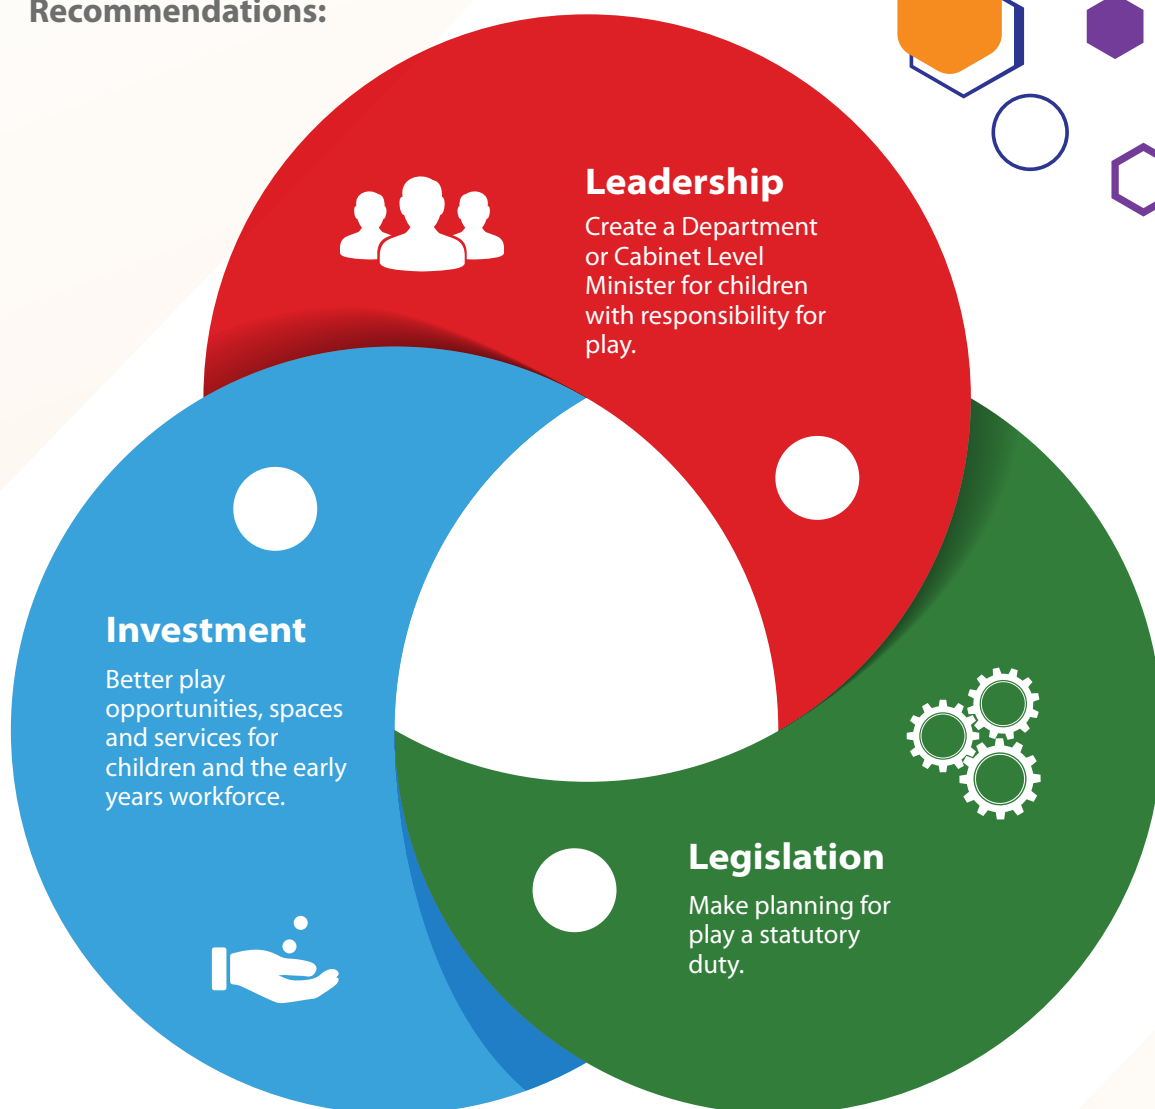 Recommendations:
Leadership
Create a Department
or Cabinet Level
Minister for children
with responsibility for
play.
Investment
Better play
opportunities, spaces
and services for
children and the early
years workforce.
Legislation
Make planning for
play a statutory
duty.